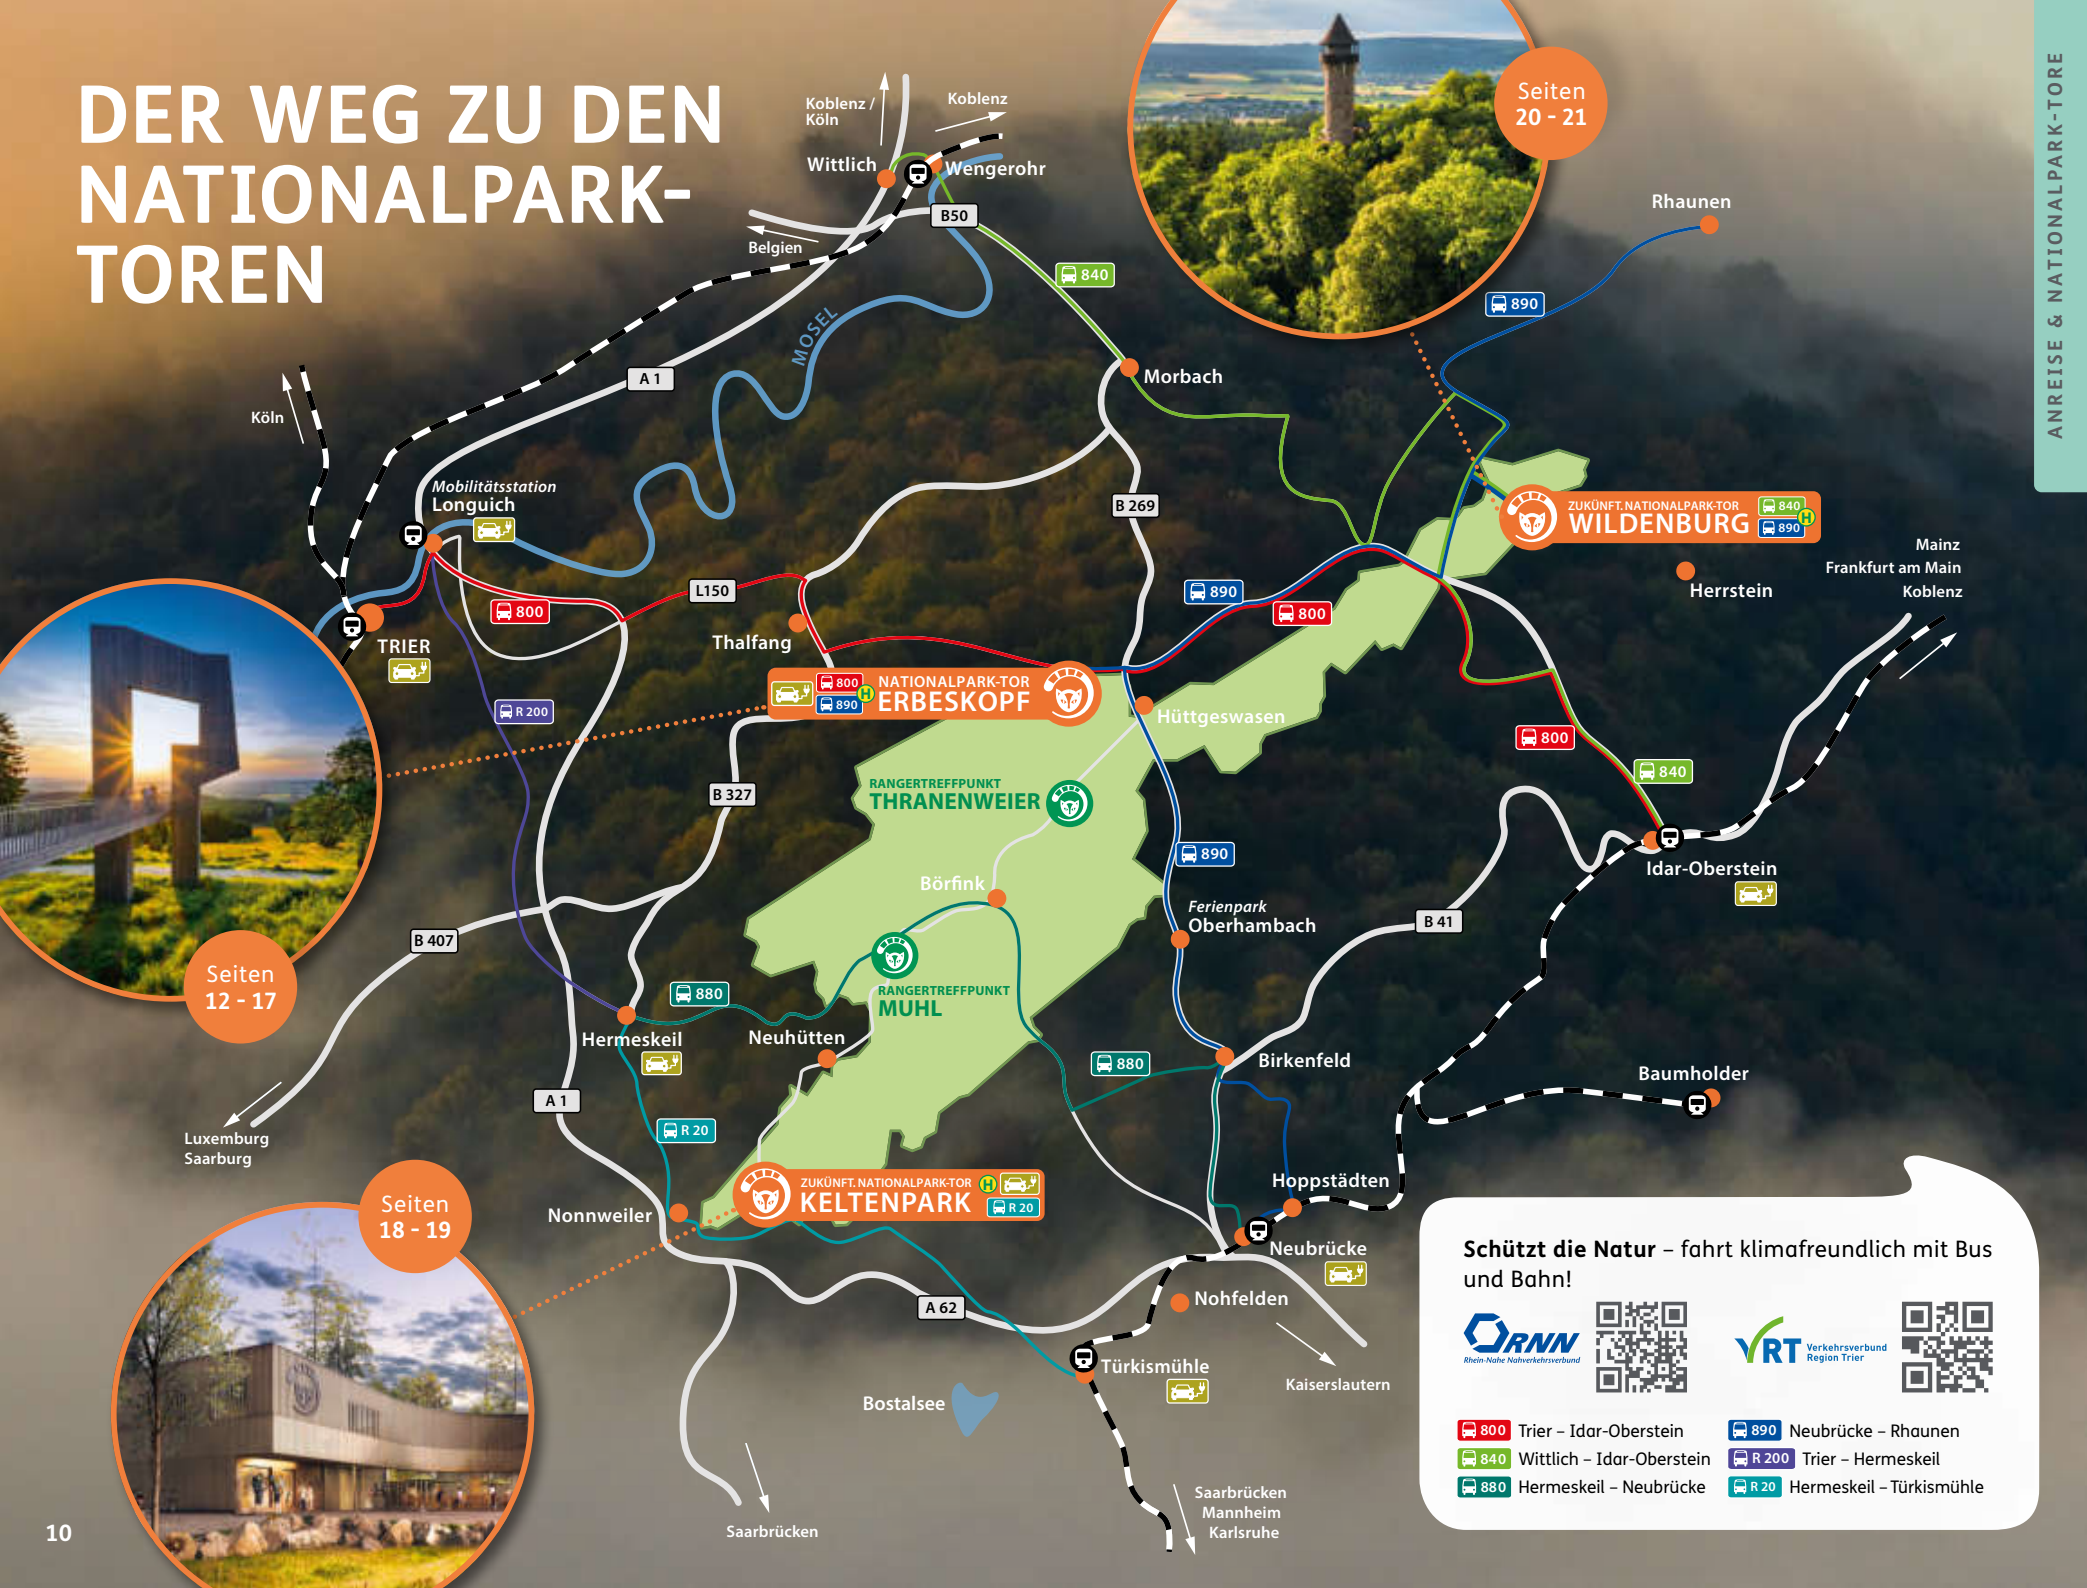 DER WEG ZU DEN
NATIONALPARK-
TOREN
Seiten
20 - 21
ANREISE & NATIONALPARK-TORE
Koblenz /
Köln
Koblenz
Wittlich
Wengerohr
B50
Belgien
840
Rhaunen
890
MOSEL
A 1
Morbach
Köln
Mobilitätsstation
Longuich
B 269
ZUKÜNFT. NATIONALPARK-TOR
WILDENBURG
840
890
H
Mainz
Frankfurt am Main
Koblenz
Herrstein
L150
890
800
800
Thalfang
TRIER
800
890
H
NATIONALPARK-TOR
ERBESKOPF
R 200
Hüttgeswasen
800
840
B 327
RANGERTREFFPUNKT
THRANENWEIER
890
Idar-Oberstein
Börfink
Ferienpark
Oberhambach
B 41
B 407
Seiten
12 - 17
880
RANGERTREFFPUNKT
MUHL
Hermeskeil
Neuhütten
880
Birkenfeld
Baumholder
A 1
Luxemburg
Saarburg
R 20
ZUKÜNFT. NATIONALPARK-TOR
KELTENPARK
H
R 20
Hoppstädten
Nonnweiler
Seiten
18 - 19
Neubrücke
Nohfelden
A 62
Türkismühle
Kaiserslautern
Bostalsee
Saarbrücken
Saarbrücken
Mannheim
Karlsruhe
Schützt die Natur – fahrt klimafreundlich mit Bus
und Bahn!
RNN
Rhein-Nahe Nahverkehrsverbund
VRT
Verkehrsverbund
Region Trier
800 Trier – Idar-Oberstein
840 Wittlich – Idar-Oberstein
880 Hermeskeil – Neubrücke
890 Neubrücke – Rhaunen
R 200 Trier – Hermeskeil
R 20 Hermeskeil – Türkismühle
10